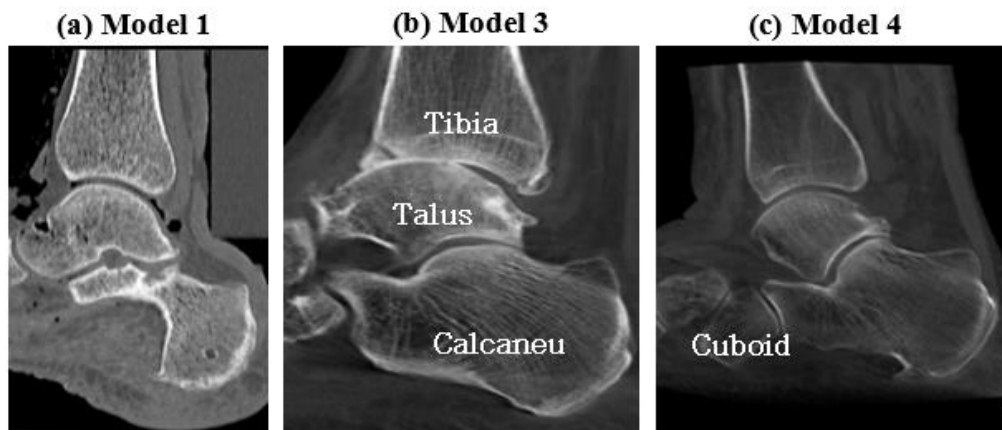 (a) Model 1
(b) Model 3
(c) Model 4
Tibia
Talus
Calcaneu
Cuboid